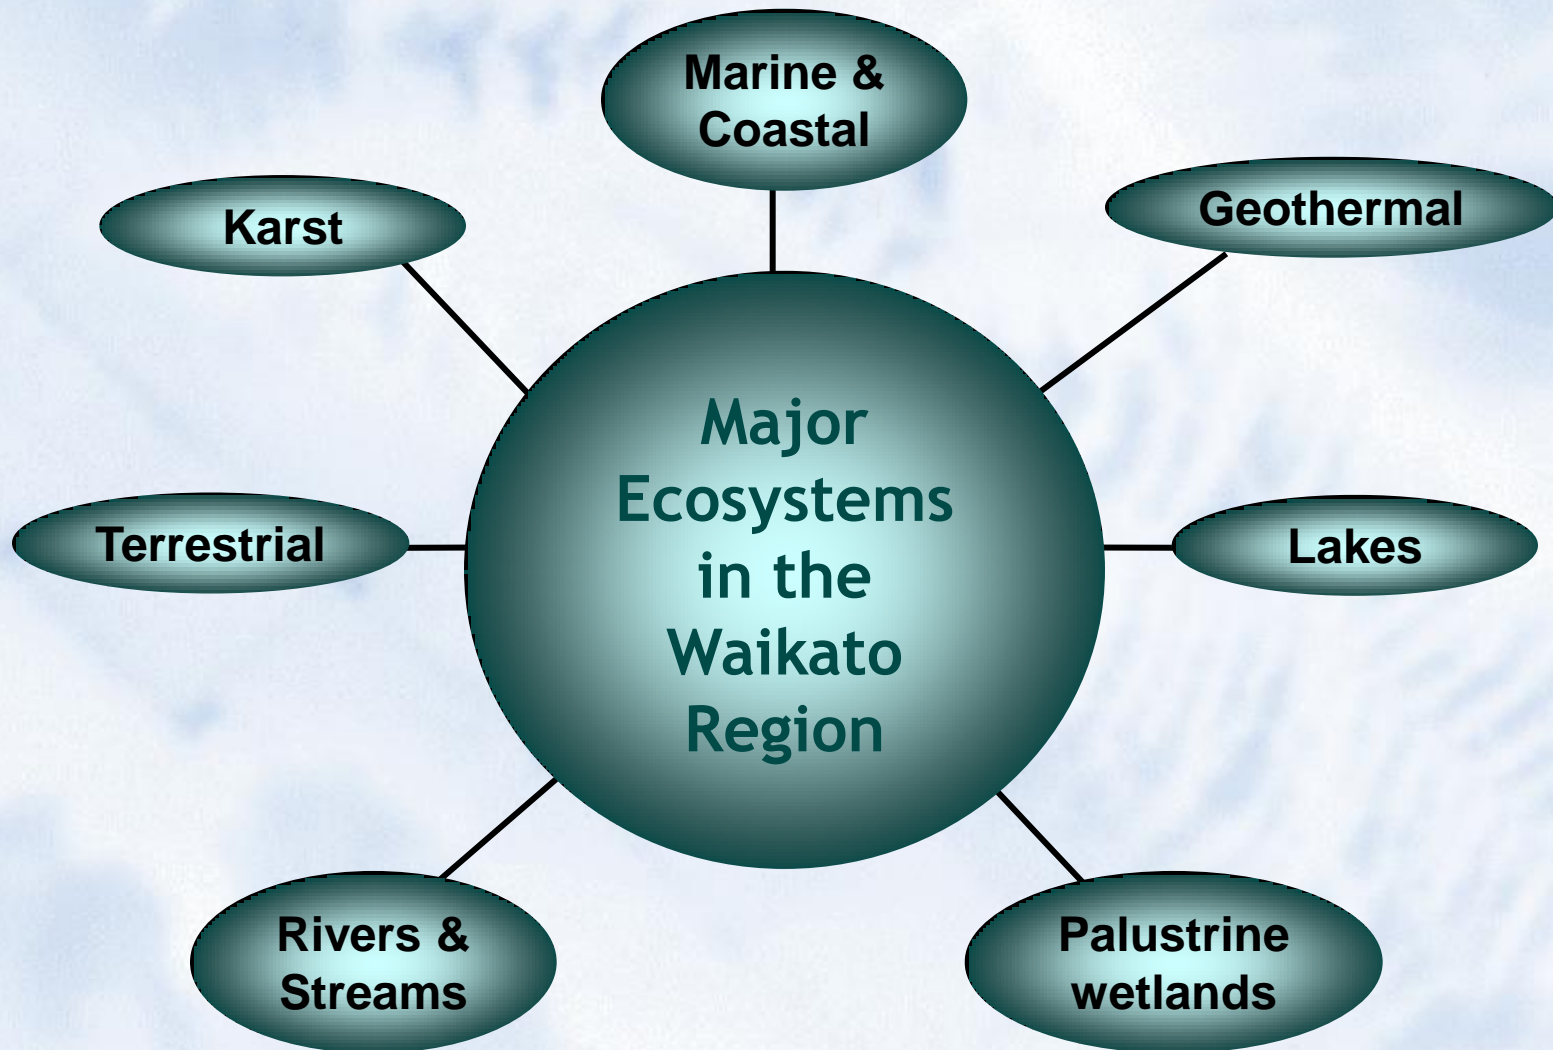 Marine &
Coastal
Karst
Geothermal
Major
Ecosystems
in the
Waikato
Region
Terrestrial
Lakes
Rivers &
Streams
Palustrine
wetlands